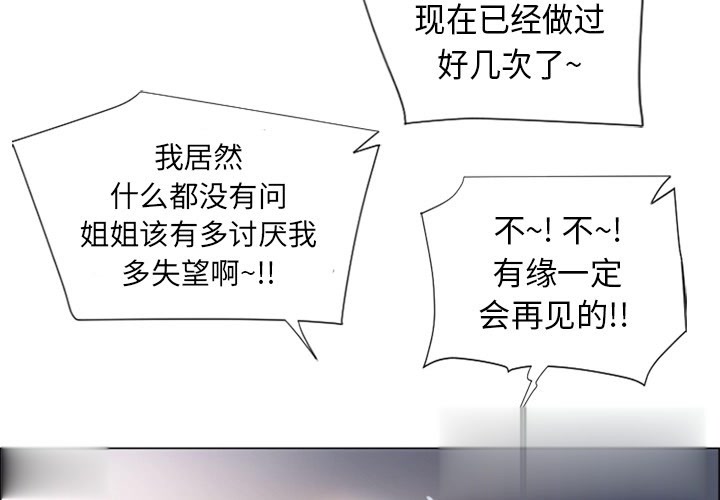 现在已经做过
好几次了~
我居然
什么都没有问
姐姐该有多讨厌我
多失望啊~!!
不~! 不~!
有缘一定
会再见的!!